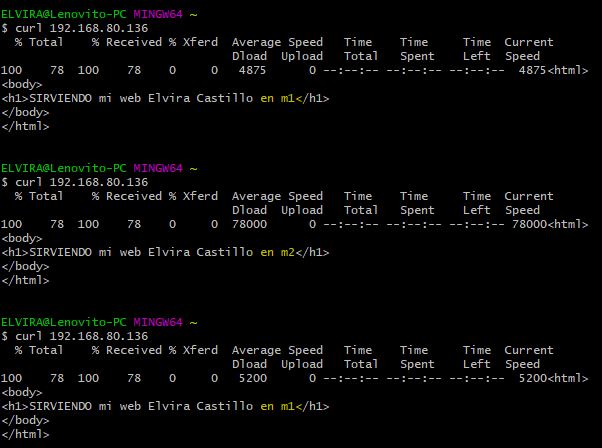 ELVIRA@Lenovito-PC MINGW64 ~
$ curl 192.168.80.136
  % Total    % Received % Xferd  Average Speed   Time    Time     Time  Current
                                 Dload  Upload   Total   Spent    Left  Speed
100    78  100    78    0     0   4875      0 --:--:-- --:--:-- --:--:--  4875<html>
<body>
<h1>SIRVIENDO mi web Elvira Castillo en m1</h1>
</body>
</html>
ELVIRA@Lenovito-PC MINGW64 ~
$ curl 192.168.80.136
  % Total    % Received % Xferd  Average Speed   Time    Time     Time  Current
                                 Dload  Upload   Total   Spent    Left  Speed
100    78  100    78    0     0  78000      0 --:--:-- --:--:-- --:--:-- 78000<html>
<body>
<h1>SIRVIENDO mi web Elvira Castillo en m2</h1>
</body>
</html>
ELVIRA@Lenovito-PC MINGW64 ~
$ curl 192.168.80.136
  % Total    % Received % Xferd  Average Speed   Time    Time     Time  Current
                                 Dload  Upload   Total   Spent    Left  Speed
100    78  100    78    0     0   5200      0 --:--:-- --:--:-- --:--:--  5200<html>
<body>
<h1>SIRVIENDO mi web Elvira Castillo en m1</h1>
</body>
</html>